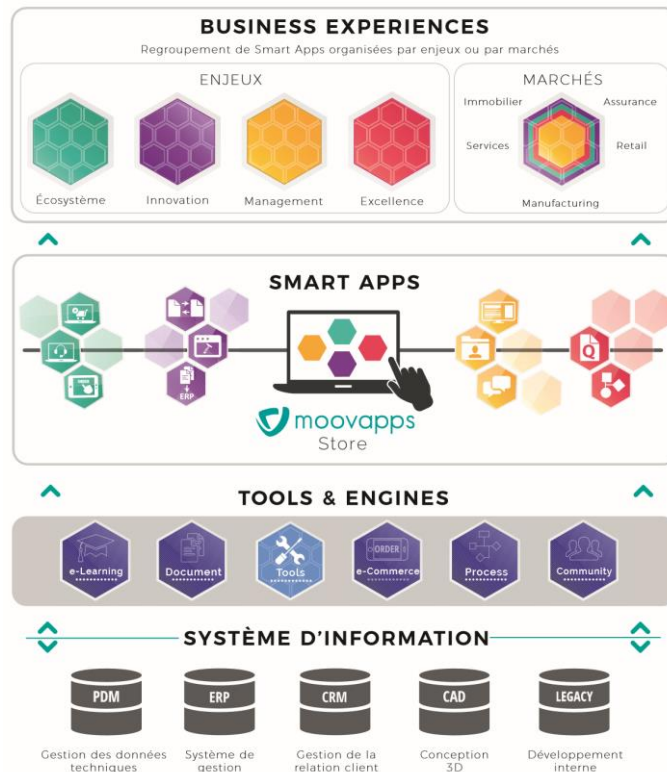 BUSINESS EXPERIENCES
Regroupement de Smart Apps organisées par enjeux ou par marchés
ENJEUX
Écosystème
Innovation
Management
Excellence
MARCHÉS
Immobilier
Assurance
Services
Retail
Manufacturing
SMART APPS
ERP
Q
moovapps
Store
TOOLS & ENGINES
e-Learning
Document
Tools
ORDER
e-Commerce
Process
Community
SYSTÈME D'INFORMATION
PDM
ERP
CRM
CAD
LEGACY
Gestion des données
techniques
Système de
gestion
Gestion de la
relation client
Conception
3D
Développement
interne